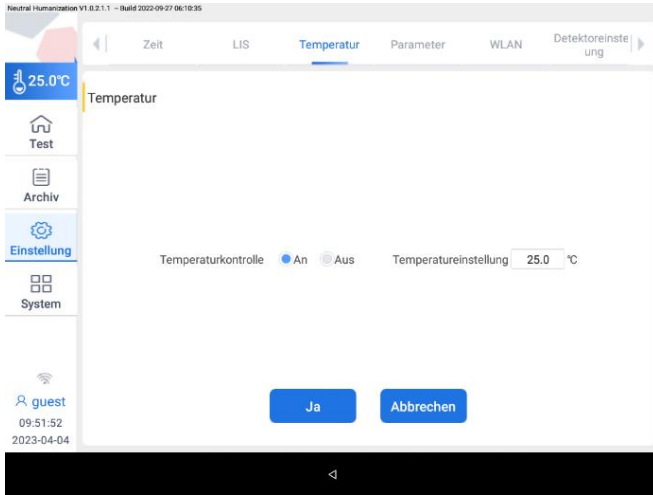 Neutral Humanization V1.0.2.1.1 --Build 2022-09-27 06:10:35
Zeit LIS Temperatur Parameter WLAN Detektoreinste
ung
25.0℃
Temperatur
Test
Archiv
Einstellung
Temperaturkontrolle An Aus Temperatureinstellung 25.0 ℃
System
guest
Ja Abbrechen
09:51:52
2023-04-04